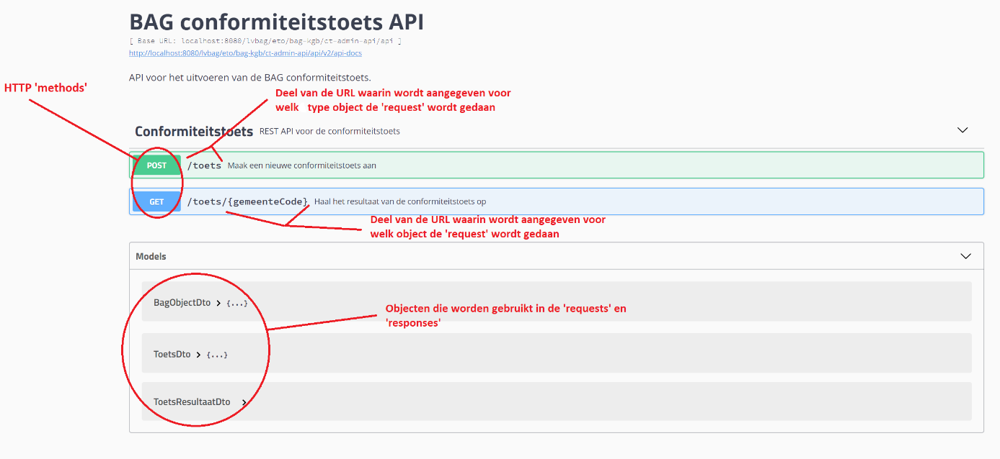 BAG conformiteitstoets API
[ Base URL: localhost:8080/lvbag/eto/bag-kgb/ct-admin-api/api ]
http://localhost:8080/lvbag/eto/bag-kgb/ct-admin-api/api/v2/api-docs
API voor het uitvoeren van de BAG conformiteitstoets.
HTTP 'methods'
Deel van de URL waarin wordt aangegeven voor
welk type object de 'request' wordt gedaan
Conformiteitstoets REST API voor de conformiteitstoets
POST /toets Maak een nieuwe conformiteitstoets aan
GET /toets/{gemeenteCode} Haal het resultaat van de conformiteitstoets op
Deel van de URL waarin wordt aangegeven voor
welk object de 'request' wordt gedaan
Models
BagObjectDto > {...}
Objecten die worden gebruikt in de 'requests' en
'responses'
ToetsDto > {...}
ToetsResultaatDto >